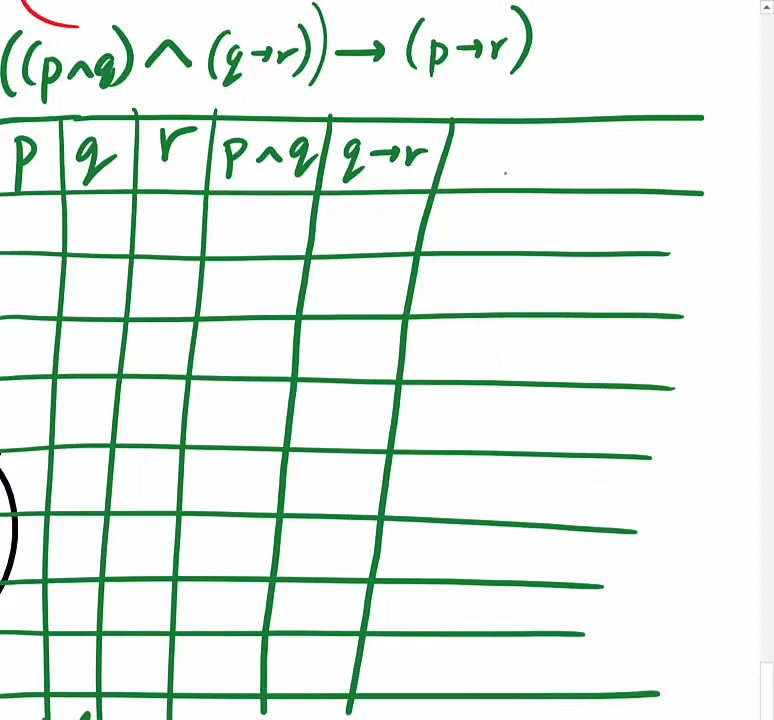 ((p∧q) ∧ (q→r)) → (p→r)
p q r p∧q q→r